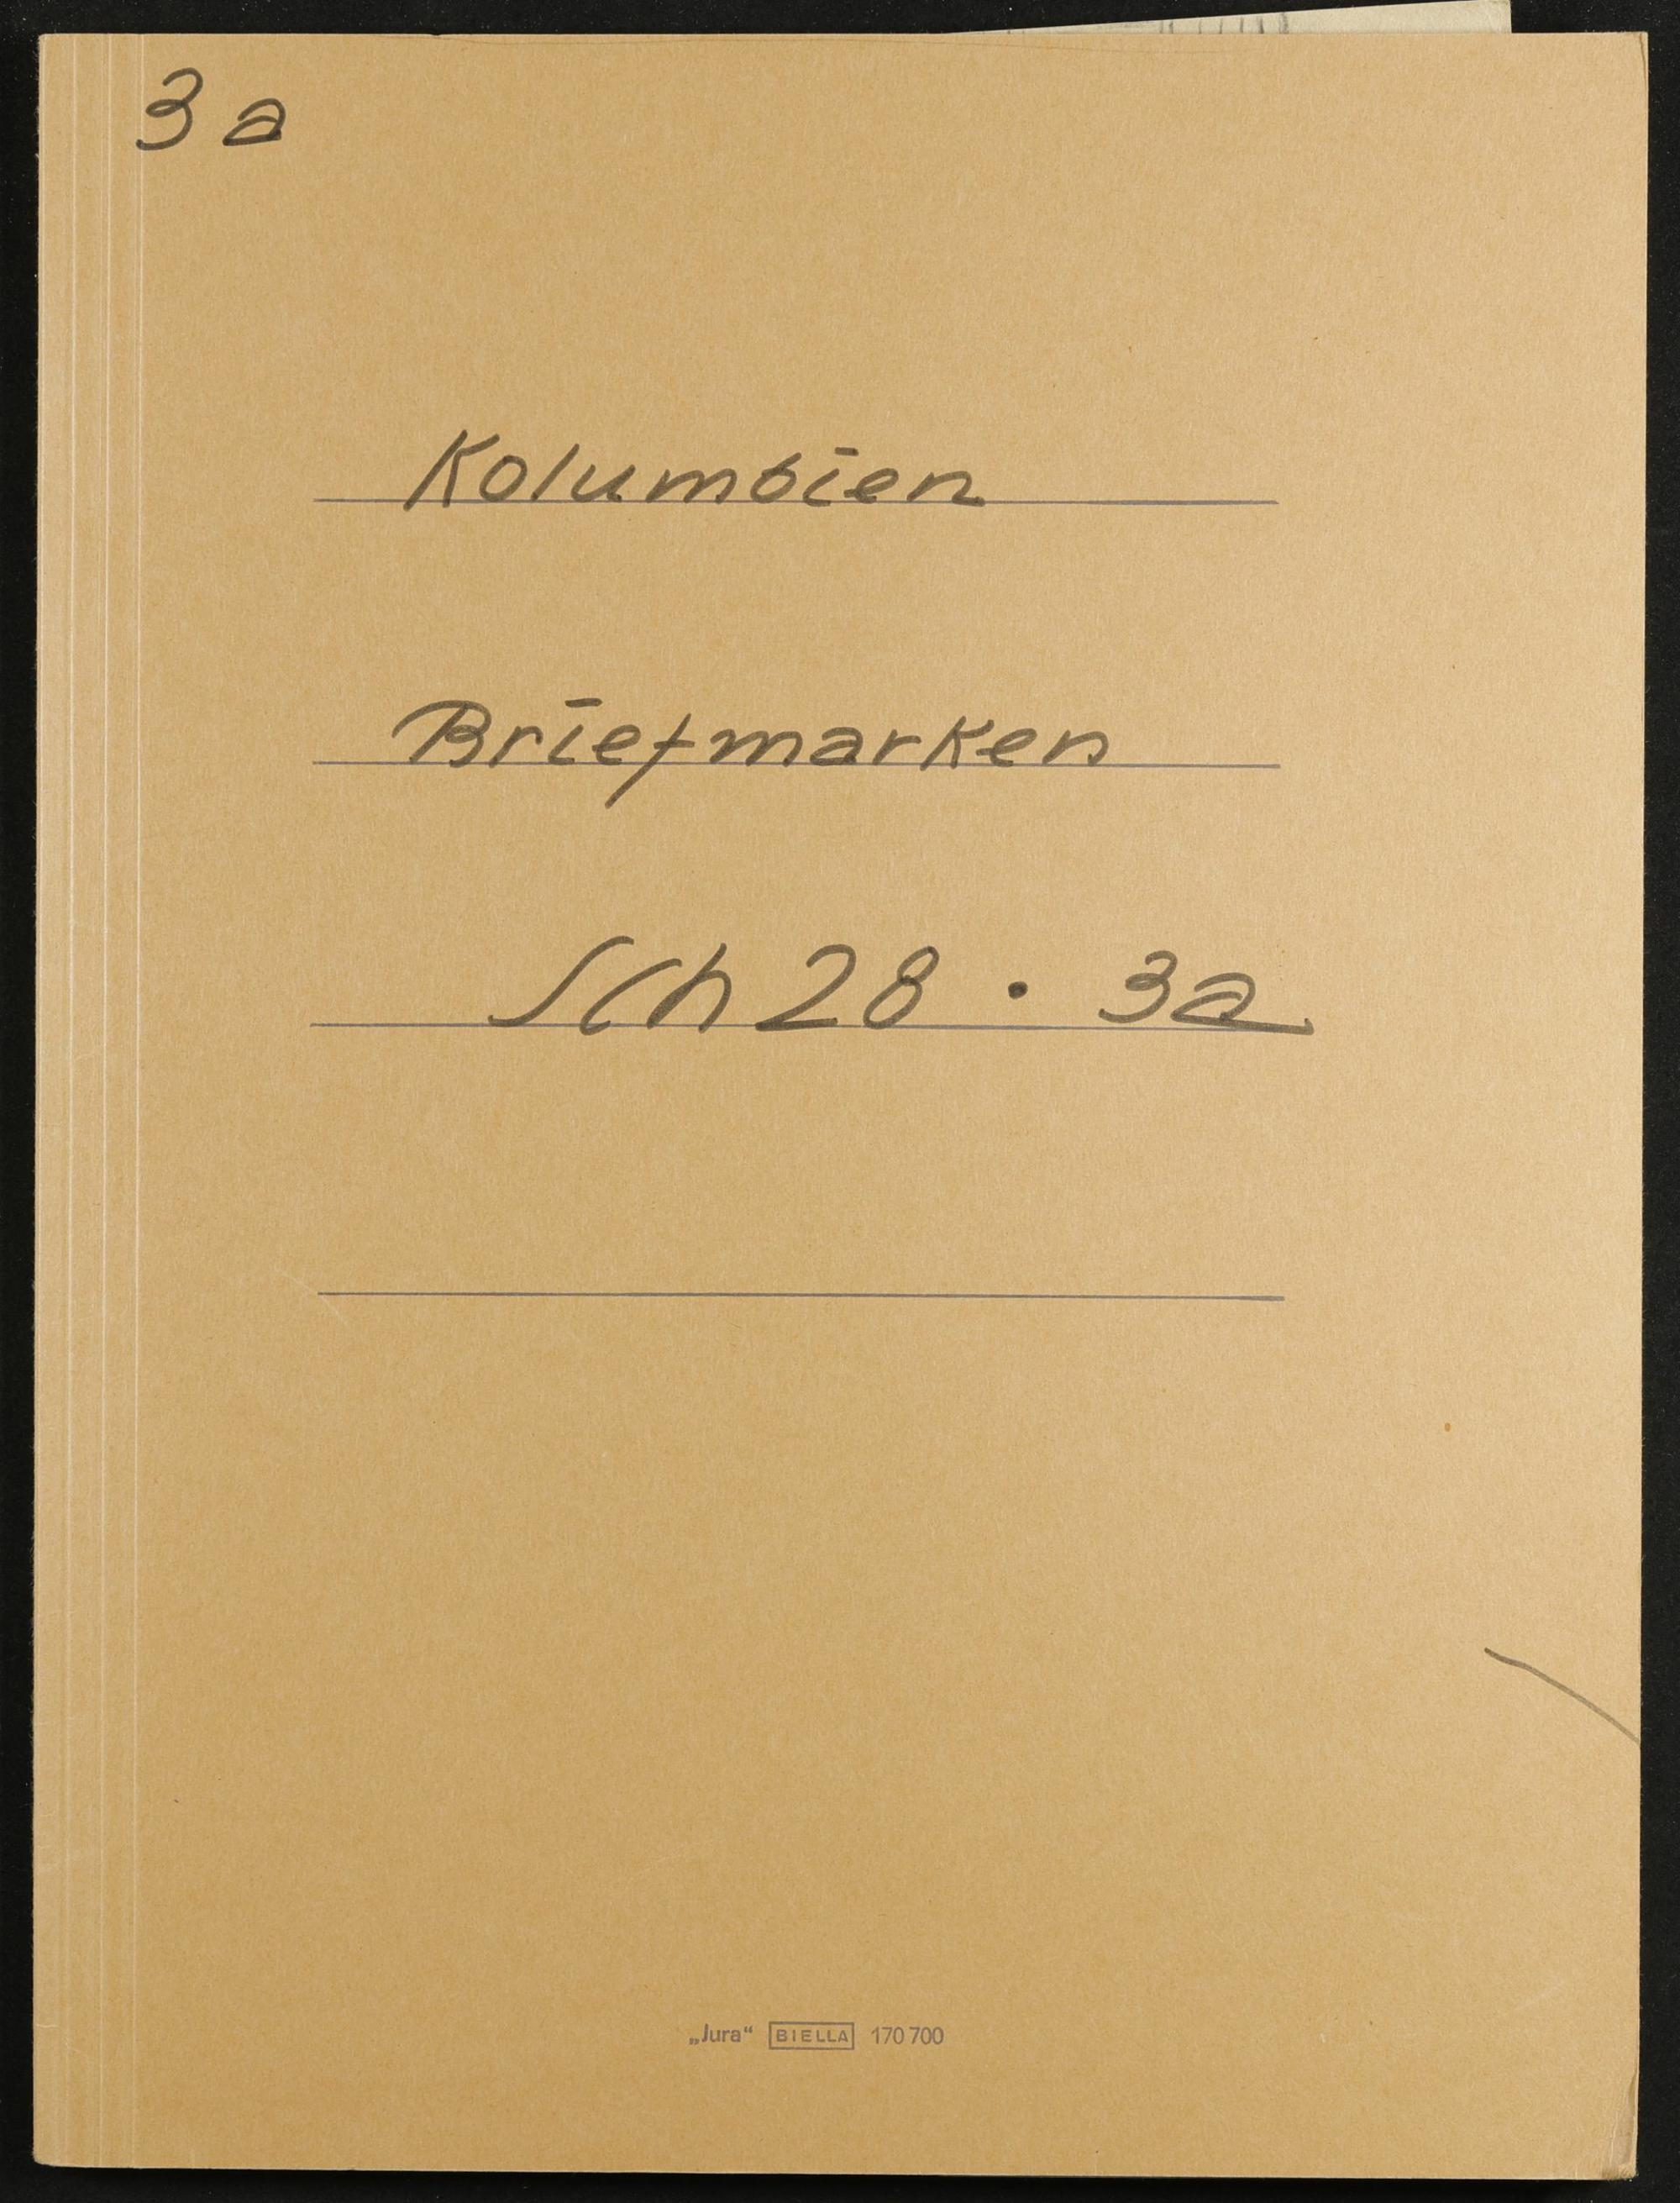 3a
Kolumbien
Briefmarken
Sch 28 · 3a
„Jura“ BIELLA 170 700